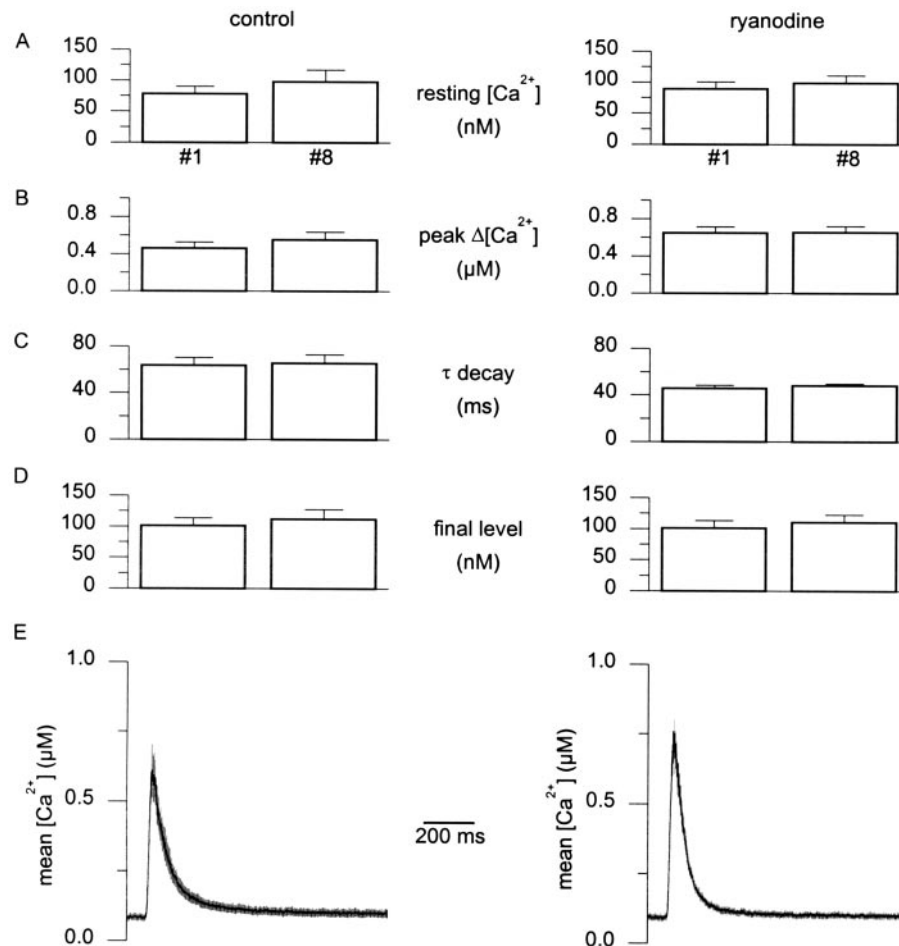 control ryanodine
A
150
100
50
0
#1 #8
resting [Ca2+]
(nM)
150
100
50
0
#1 #8
B
0.8
0.4
0.0
peak Δ[Ca2+]
(µM)
0.8
0.4
0.0
C
80
40
0
τ decay
(ms)
80
40
0
D
150
100
50
0
final level
(nM)
150
100
50
0
E
1.0
0.5
0.0
mean [Ca2+] (µM)
200 ms
1.0
0.5
0.0
mean [Ca2+] (µM)